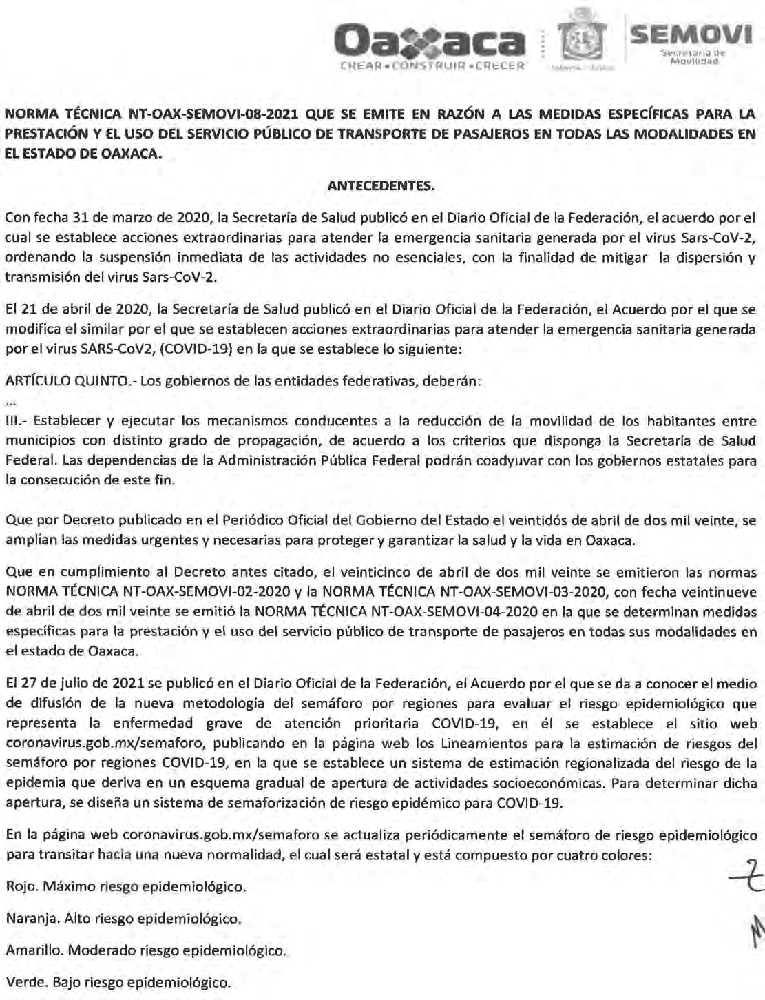 Oaxaca
CREAR•CONSTRUIR•CRECER
SEMOVI
Secretaría de
Movilidad
NORMA TÉCNICA NT-OAX-SEMOVI-08-2021 QUE SE EMITE EN RAZÓN A LAS MEDIDAS ESPECÍFICAS PARA LA
PRESTACIÓN Y EL USO DEL SERVICIO PÚBLICO DE TRANSPORTE DE PASAJEROS EN TODAS LAS MODALIDADES EN
EL ESTADO DE OAXACA.
ANTECEDENTES.
Con fecha 31 de marzo de 2020, la Secretaría de Salud publicó en el Diario Oficial de la Federación, el acuerdo por el
cual se establece acciones extraordinarias para atender la emergencia sanitaria generada por el virus Sars-CoV-2,
ordenando la suspensión inmediata de las actividades no esenciales, con la finalidad de mitigar la dispersión y
transmisión del virus Sars-CoV-2.
El 21 de abril de 2020, la Secretaría de Salud publicó en el Diario Oficial de la Federación, el Acuerdo por el que se
modifica el similar por el que se establecen acciones extraordinarias para atender la emergencia sanitaria generada
por el virus SARS-CoV2, (COVID-19) en la que se establece lo siguiente:
ARTÍCULO QUINTO.- Los gobiernos de las entidades federativas, deberán:
...
III.- Establecer y ejecutar los mecanismos conducentes a la reducción de la movilidad de los habitantes entre
municipios con distinto grado de propagación, de acuerdo a los criterios que disponga la Secretaría de Salud
Federal. Las dependencias de la Administración Pública Federal podrán coadyuvar con los gobiernos estatales para
la consecución de este fin.
Que por Decreto publicado en el Periódico Oficial del Gobierno del Estado el veintidós de abril de dos mil veinte, se
amplían las medidas urgentes y necesarias para proteger y garantizar la salud y la vida en Oaxaca.
Que en cumplimiento al Decreto antes citado, el veinticinco de abril de dos mil veinte se emitieron las normas
NORMA TÉCNICA NT-OAX-SEMOVI-02-2020 y la NORMA TÉCNICA NT-OAX-SEMOVI-03-2020, con fecha veintinueve
de abril de dos mil veinte se emitió la NORMA TÉCNICA NT-OAX-SEMOVI-04-2020 en la que se determinan medidas
específicas para la prestación y el uso del servicio público de transporte de pasajeros en todas sus modalidades en
el estado de Oaxaca.
El 27 de julio de 2021 se publicó en el Diario Oficial de la Federación, el Acuerdo por el que se da a conocer el medio
de difusión de la nueva metodología del semáforo por regiones para evaluar el riesgo epidemiológico que
representa la enfermedad grave de atención prioritaria COVID-19, en él se establece el sitio web
coronavirus.gob.mx/semaforo, publicando en la página web los Lineamientos para la estimación de riesgos del
semáforo por regiones COVID-19, en la que se establece un sistema de estimación regionalizada del riesgo de la
epidemia que deriva en un esquema gradual de apertura de actividades socioeconómicas. Para determinar dicha
apertura, se diseña un sistema de semaforización de riesgo epidémico para COVID-19.
En la página web coronavirus.gob.mx/semaforo se actualiza periódicamente el semáforo de riesgo epidemiológico
para transitar hacia una nueva normalidad, el cual será estatal y está compuesto por cuatro colores:
Rojo. Máximo riesgo epidemiológico.
Naranja. Alto riesgo epidemiológico.
Amarillo. Moderado riesgo epidemiológico.
Verde. Bajo riesgo epidemiológico.